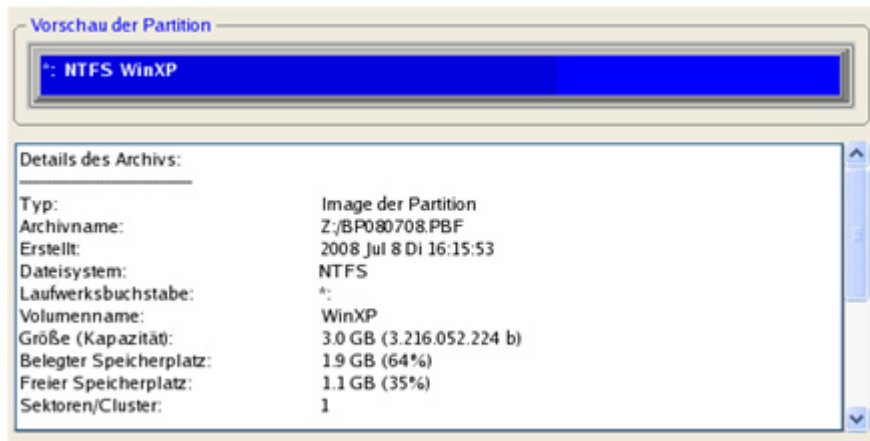 Vorschau der Partition
*: NTFS WinXP
Details des Archivs:
Typ: Image der Partition
Archivname: Z:/BP080708.PBF
Erstellt: 2008 Jul 8 Di 16:15:53
Dateisystem: NTFS
Laufwerksbuchstabe: *:
Volumenname: WinXP
Größe (Kapazität): 3.0 GB (3.216.052.224 b)
Belegter Speicherplatz: 1.9 GB (64%)
Freier Speicherplatz: 1.1 GB (35%)
Sektoren/Cluster: 1